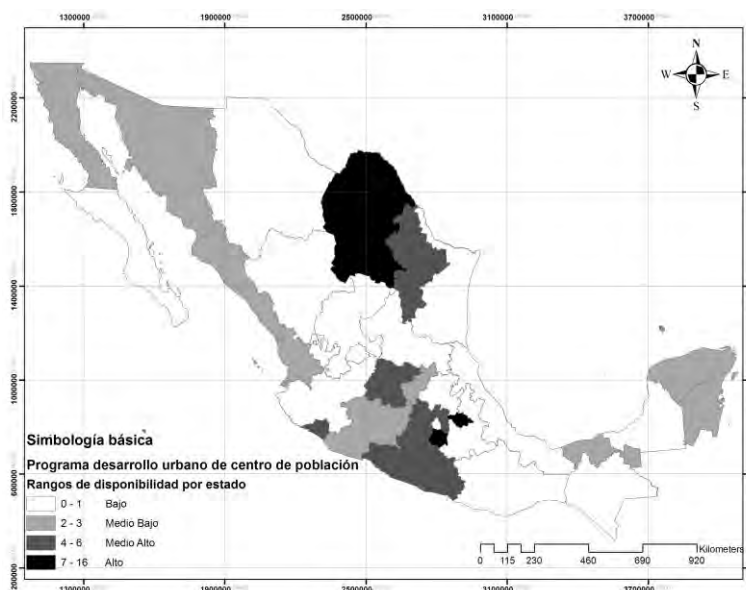 1300000 1900000 2500000 3100000 3700000
N
W E
S
2200000
1800000
1400000
1000000
600000
200000
Simbología básica
Programa desarrollo urbano de centro de población
Rangos de disponibilidad por estado
0 - 1 Bajo
2 - 3 Medio Bajo
4 - 6 Medio Alto
7 - 16 Alto
Kilometers
0 115 230 460 690 920
1300000 1900000 2500000 3100000 3700000